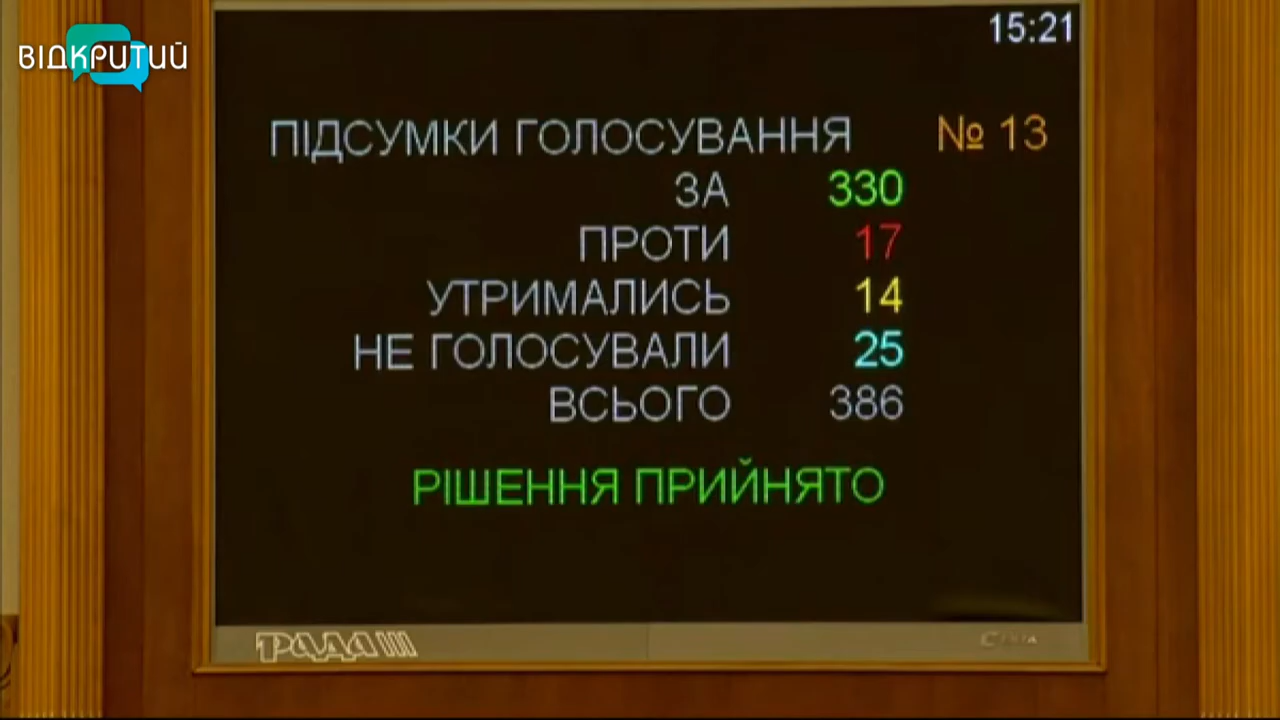 ВІДКРИТИЙ
15:21
ПІДСУМКИ ГОЛОСУВАННЯ № 13
ЗА 330
ПРОТИ 17
УТРИМАЛИСЬ 14
НЕ ГОЛОСУВАЛИ 25
ВСЬОГО 386
РІШЕННЯ ПРИЙНЯТО
РАДА III